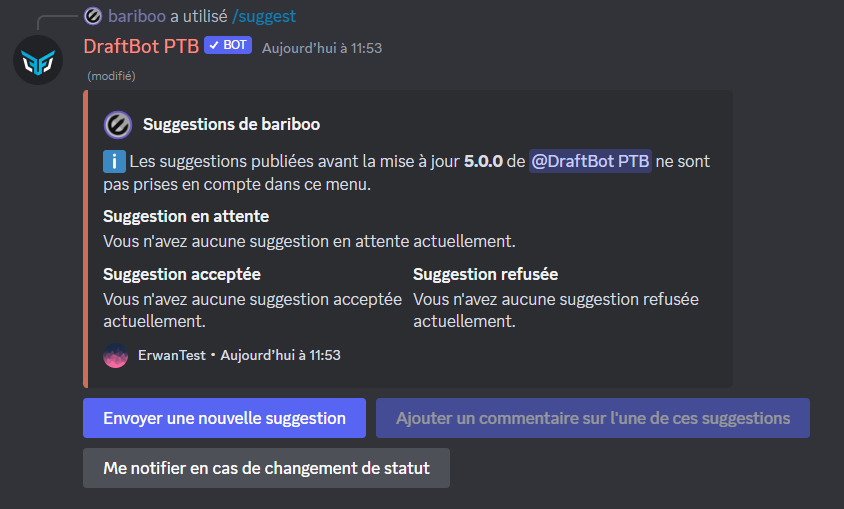 bariboo a utilisé /suggest
DraftBot PTB ✓ BOT Aujourd'hui à 11:53
(modifié)
Suggestions de bariboo
i Les suggestions publiées avant la mise à jour 5.0.0 de @DraftBot PTB ne sont
pas prises en compte dans ce menu.
Suggestion en attente
Vous n'avez aucune suggestion en attente actuellement.
Suggestion acceptée
Vous n'avez aucune suggestion acceptée
actuellement.
Suggestion refusée
Vous n'avez aucune suggestion refusée
actuellement.
ErwanTest • Aujourd'hui à 11:53
Envoyer une nouvelle suggestion
Ajouter un commentaire sur l'une de ces suggestions
Me notifier en cas de changement de statut